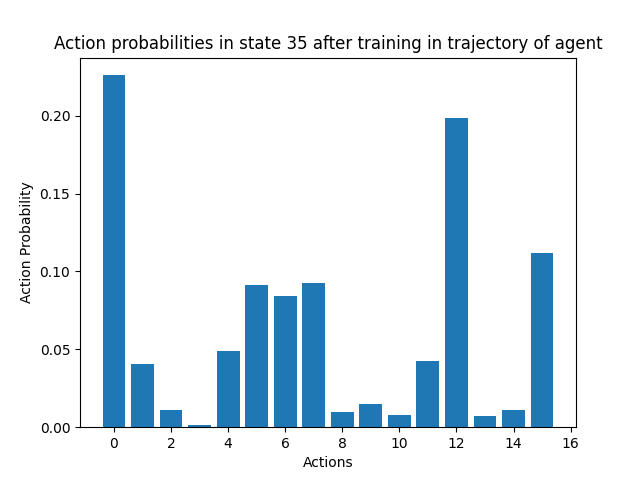 Action probabilities in state 35 after training in trajectory of agent
Action Probability
0.20
0.15
0.10
0.05
0.00
0 2 4 6 8 10 12 14 16
Actions